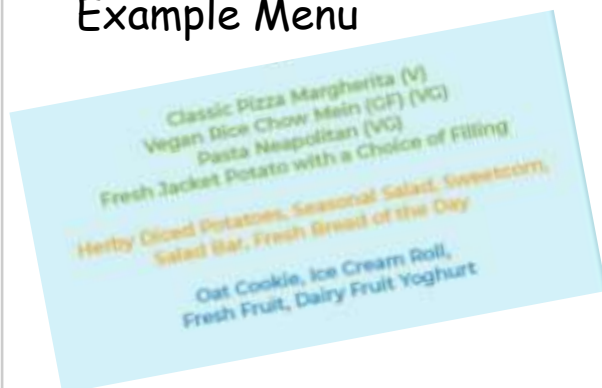 Example Menu
Classic Pizza Margherita (V)
Vegan Rice Chow Mein (GF) (VG)
Pasta Neapolitan (VG)
Fresh Jacket Potato with a Choice of Filling
Herby Diced Potatoes, Seasonal Salad, Sweetcorn,
Salad Bar, Fresh Bread of the Day
Oat Cookie, Ice Cream Roll,
Fresh Fruit, Dairy Fruit Yoghurt